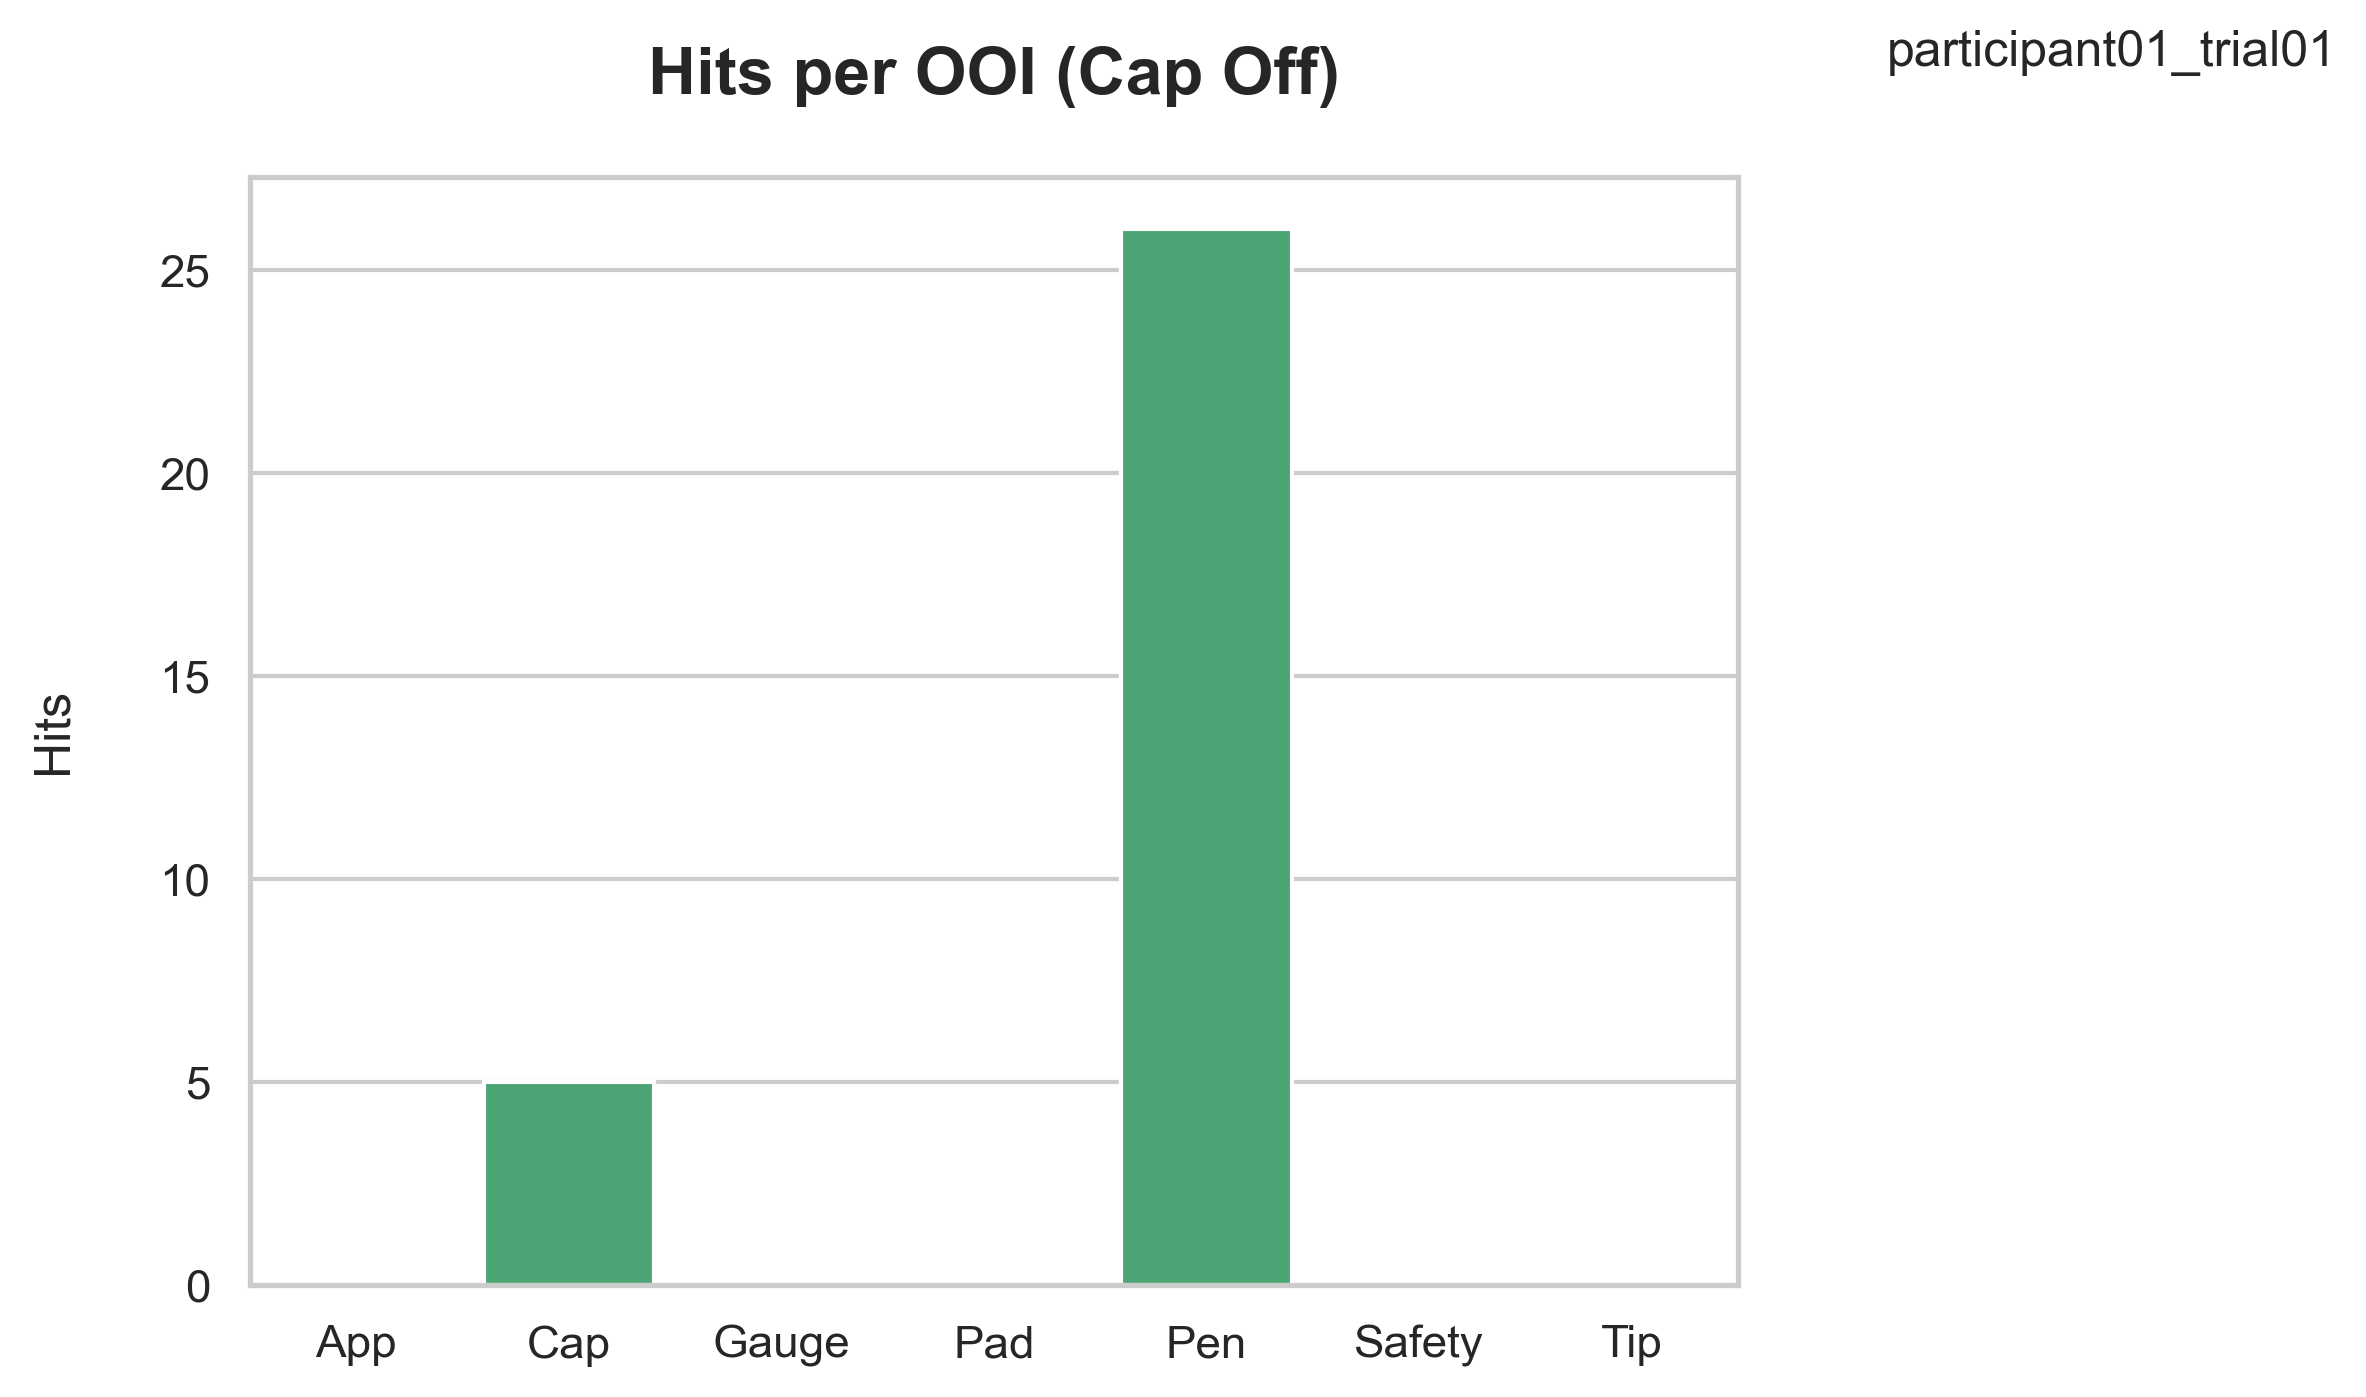 participant01_trial01
Hits per OOI (Cap Off)
Hits
25
20
15
10
5
0
App Cap Gauge Pad Pen Safety Tip